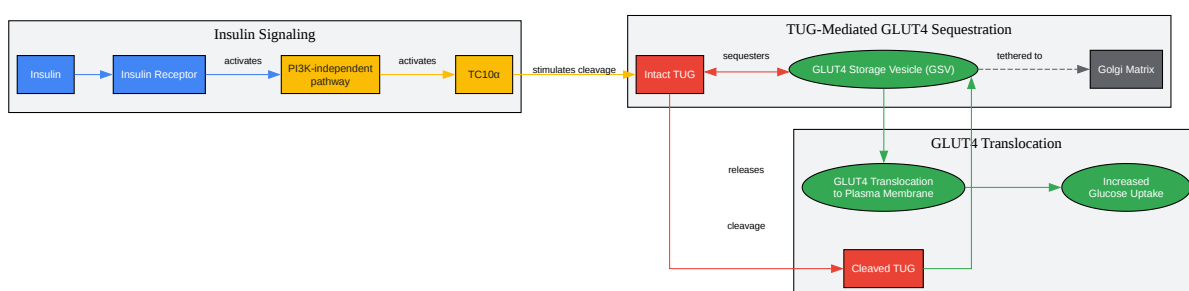 Insulin Signaling
Insulin
Insulin Receptor
activates
PI3K-independent
pathway
activates
TC10α
stimulates cleavage
TUG-Mediated GLUT4 Sequestration
Intact TUG
sequesters
GLUT4 Storage Vesicle (GSV)
tethered to
Golgi Matrix
GLUT4 Translocation
releases
GLUT4 Translocation
to Plasma Membrane
Increased
Glucose Uptake
cleavage
Cleaved TUG